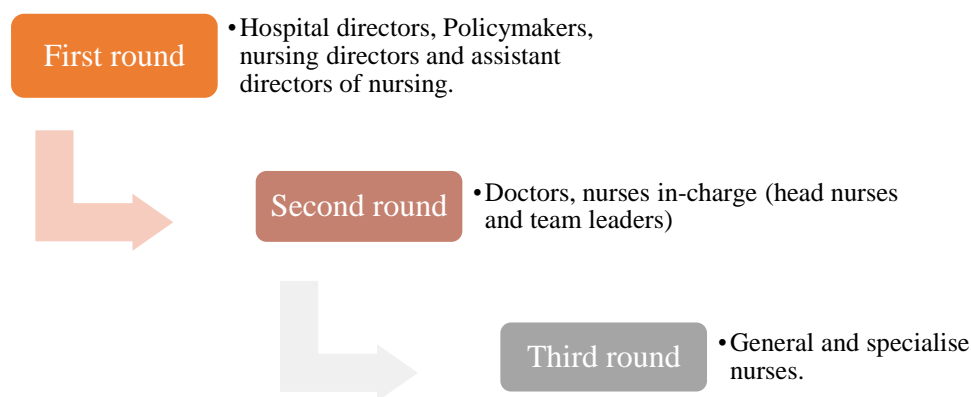 First round
•Hospital directors, Policymakers,
nursing directors and assistant
directors of nursing.
Second round
•Doctors, nurses in-charge (head nurses
and team leaders)
Third round
•General and specialise
nurses.